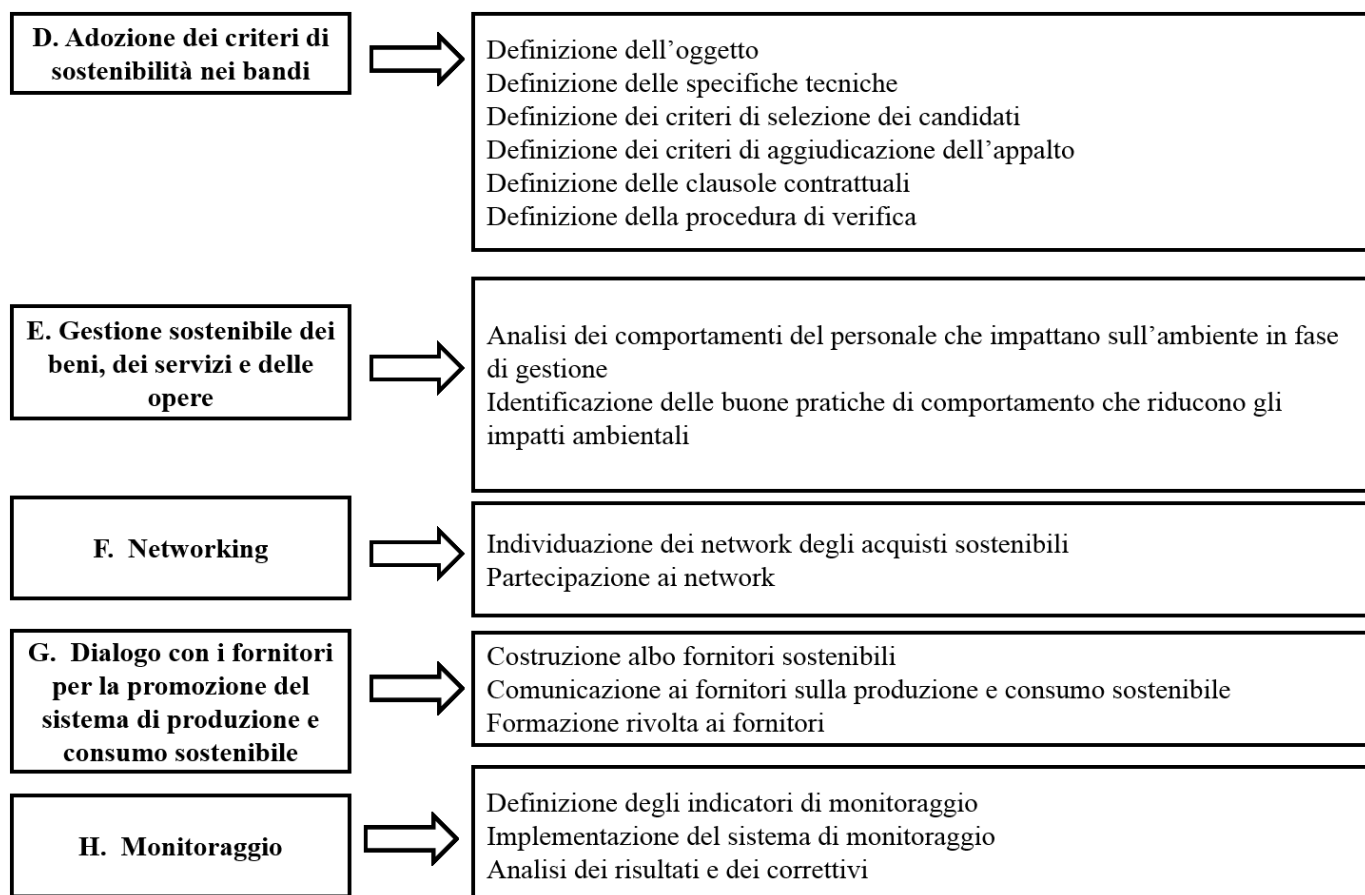 D. Adozione dei criteri di
sostenibilità nei bandi
Definizione dell’oggetto
Definizione delle specifiche tecniche
Definizione dei criteri di selezione dei candidati
Definizione dei criteri di aggiudicazione dell’appalto
Definizione delle clausole contrattuali
Definizione della procedura di verifica
E. Gestione sostenibile dei
beni, dei servizi e delle
opere
Analisi dei comportamenti del personale che impattano sull’ambiente in fase
di gestione
Identificazione delle buone pratiche di comportamento che riducono gli
impatti ambientali
F. Networking
Individuazione dei network degli acquisti sostenibili
Partecipazione ai network
G. Dialogo con i fornitori
per la promozione del
sistema di produzione e
consumo sostenibile
Costruzione albo fornitori sostenibili
Comunicazione ai fornitori sulla produzione e consumo sostenibile
Formazione rivolta ai fornitori
H. Monitoraggio
Definizione degli indicatori di monitoraggio
Implementazione del sistema di monitoraggio
Analisi dei risultati e dei correttivi